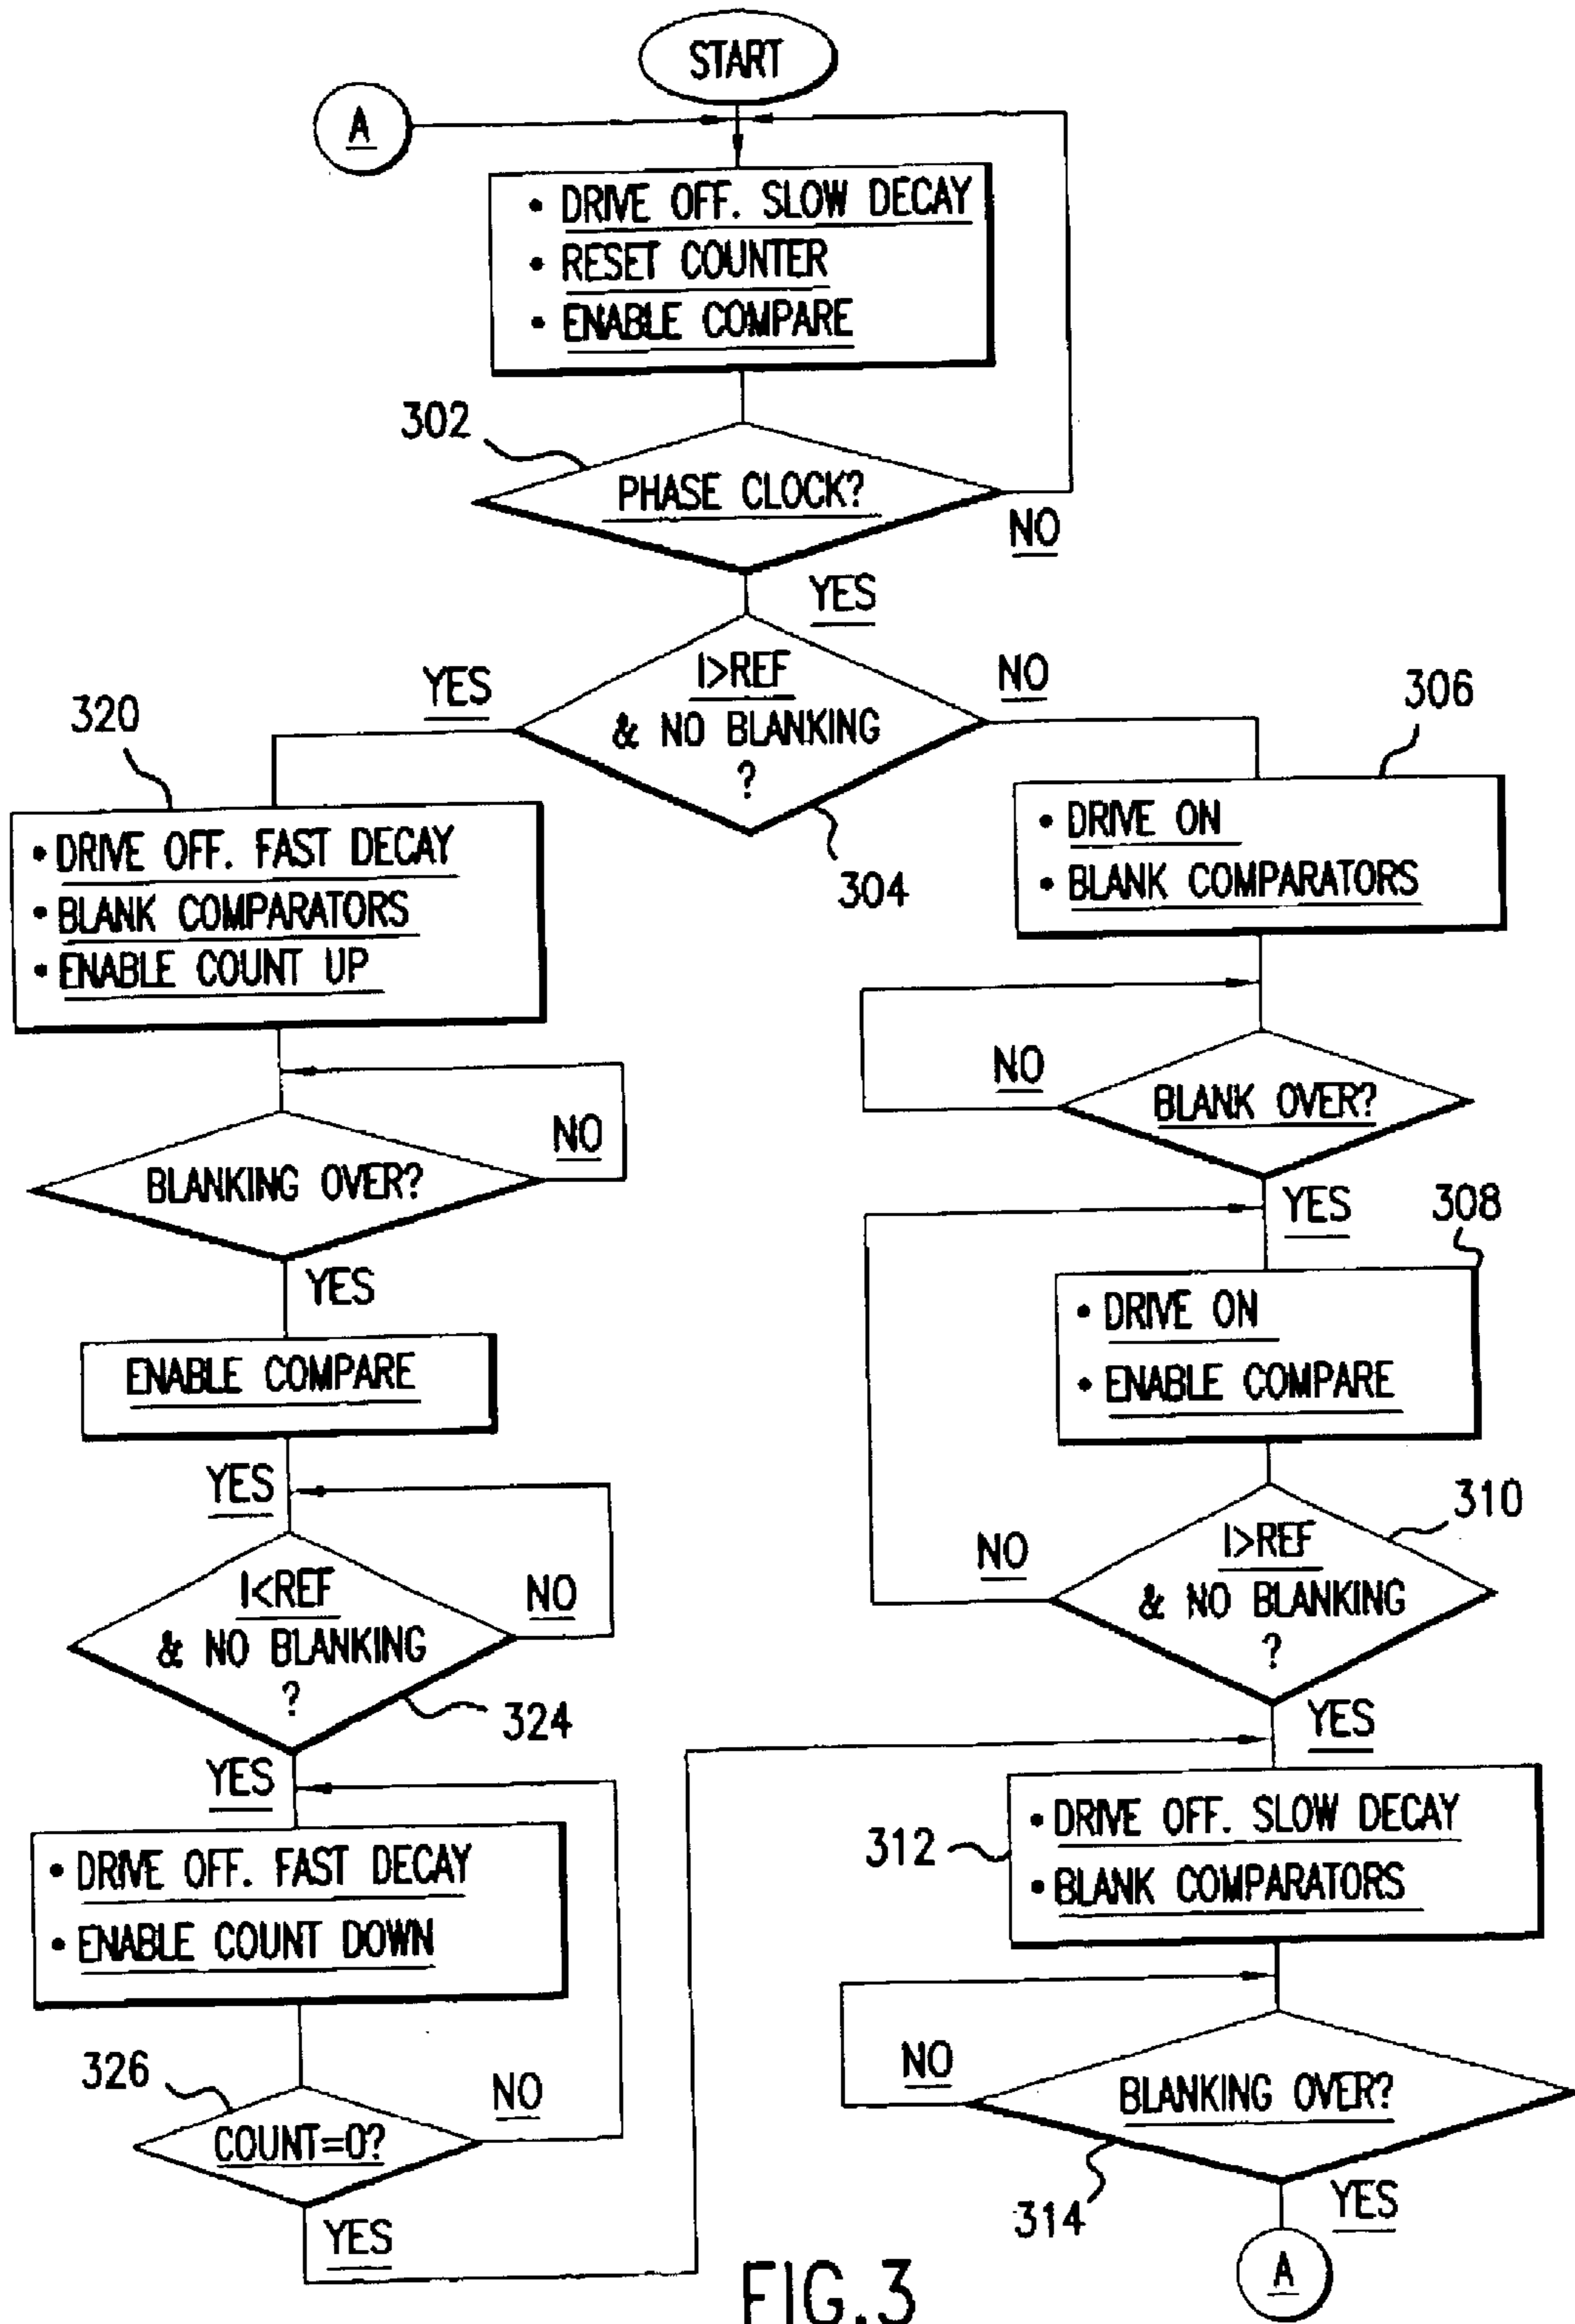 START
A
• DRIVE OFF. SLOW DECAY
• RESET COUNTER
• ENABLE COMPARE
302
PHASE CLOCK?
NO
YES
I>REF
& NO BLANKING
?
YES
NO
304
320
• DRIVE OFF. FAST DECAY
• BLANK COMPARATORS
• ENABLE COUNT UP
BLANKING OVER?
NO
YES
ENABLE COMPARE
YES
I<REF
& NO BLANKING
?
NO
324
YES
• DRIVE OFF. FAST DECAY
• ENABLE COUNT DOWN
326
COUNT=0?
NO
YES
306
• DRIVE ON
• BLANK COMPARATORS
NO
BLANK OVER?
YES
308
• DRIVE ON
• ENABLE COMPARE
310
I>REF
& NO BLANKING
?
NO
YES
312
• DRIVE OFF. SLOW DECAY
• BLANK COMPARATORS
NO
BLANKING OVER?
314
YES
A
FIG.3